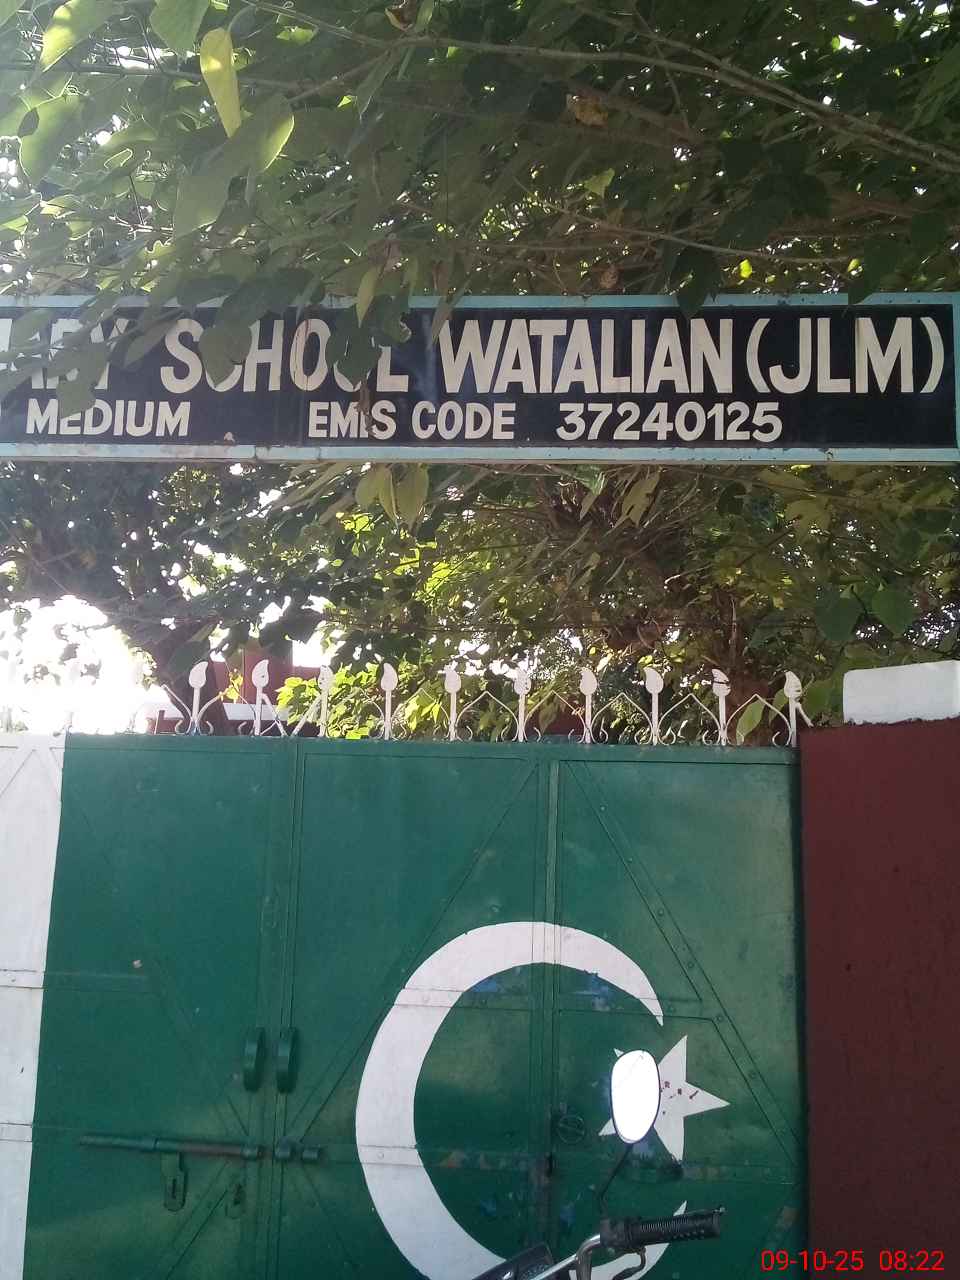 SCHOOL WATALIAN (JLM)
MEDIUM EMIS CODE 37240125
09-10-25 08:22